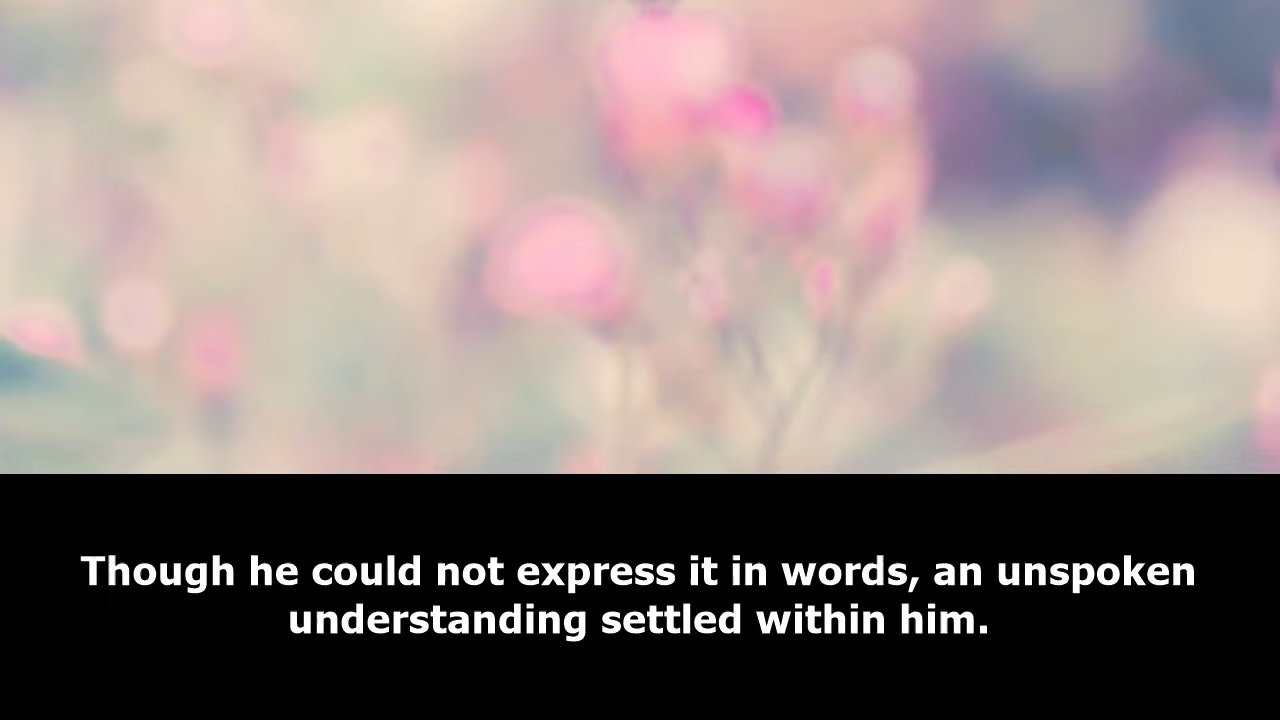 Though he could not express it in words, an unspoken
understanding settled within him.